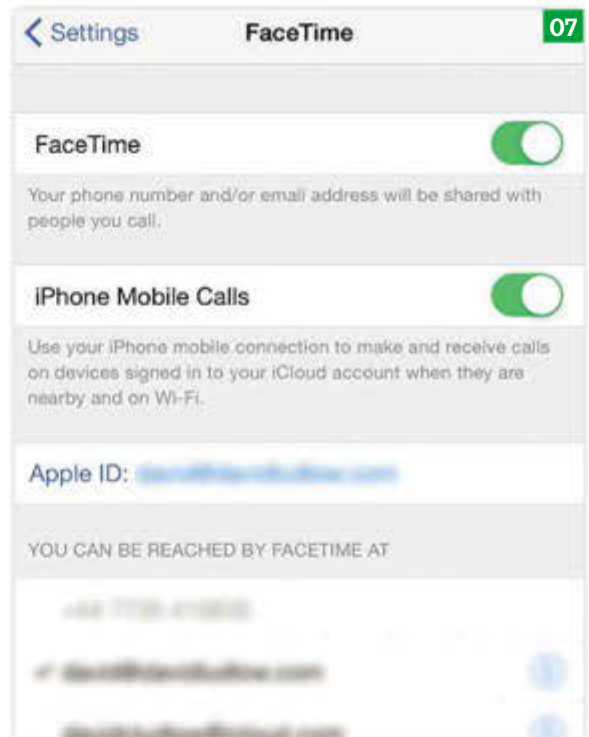 Settings FaceTime 07
FaceTime
Your phone number and/or email address will be shared with
people you call.
iPhone Mobile Calls
Use your iPhone mobile connection to make and receive calls
on devices signed in to your iCloud account when they are
nearby and on Wi-Fi.
Apple ID:
YOU CAN BE REACHED BY FACETIME AT